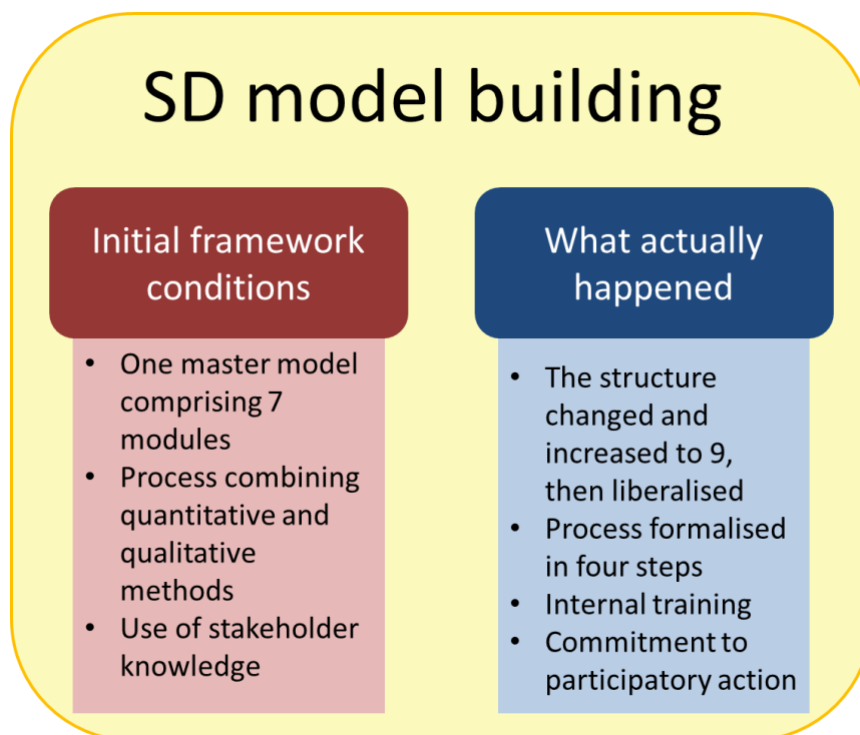 SD model building
Initial framework
conditions
• One master model
comprising 7
modules
• Process combining
quantitative and
qualitative
methods
• Use of stakeholder
knowledge
What actually
happened
• The structure
changed and
increased to 9,
then liberalised
• Process formalised
in four steps
• Internal training
• Commitment to
participatory action